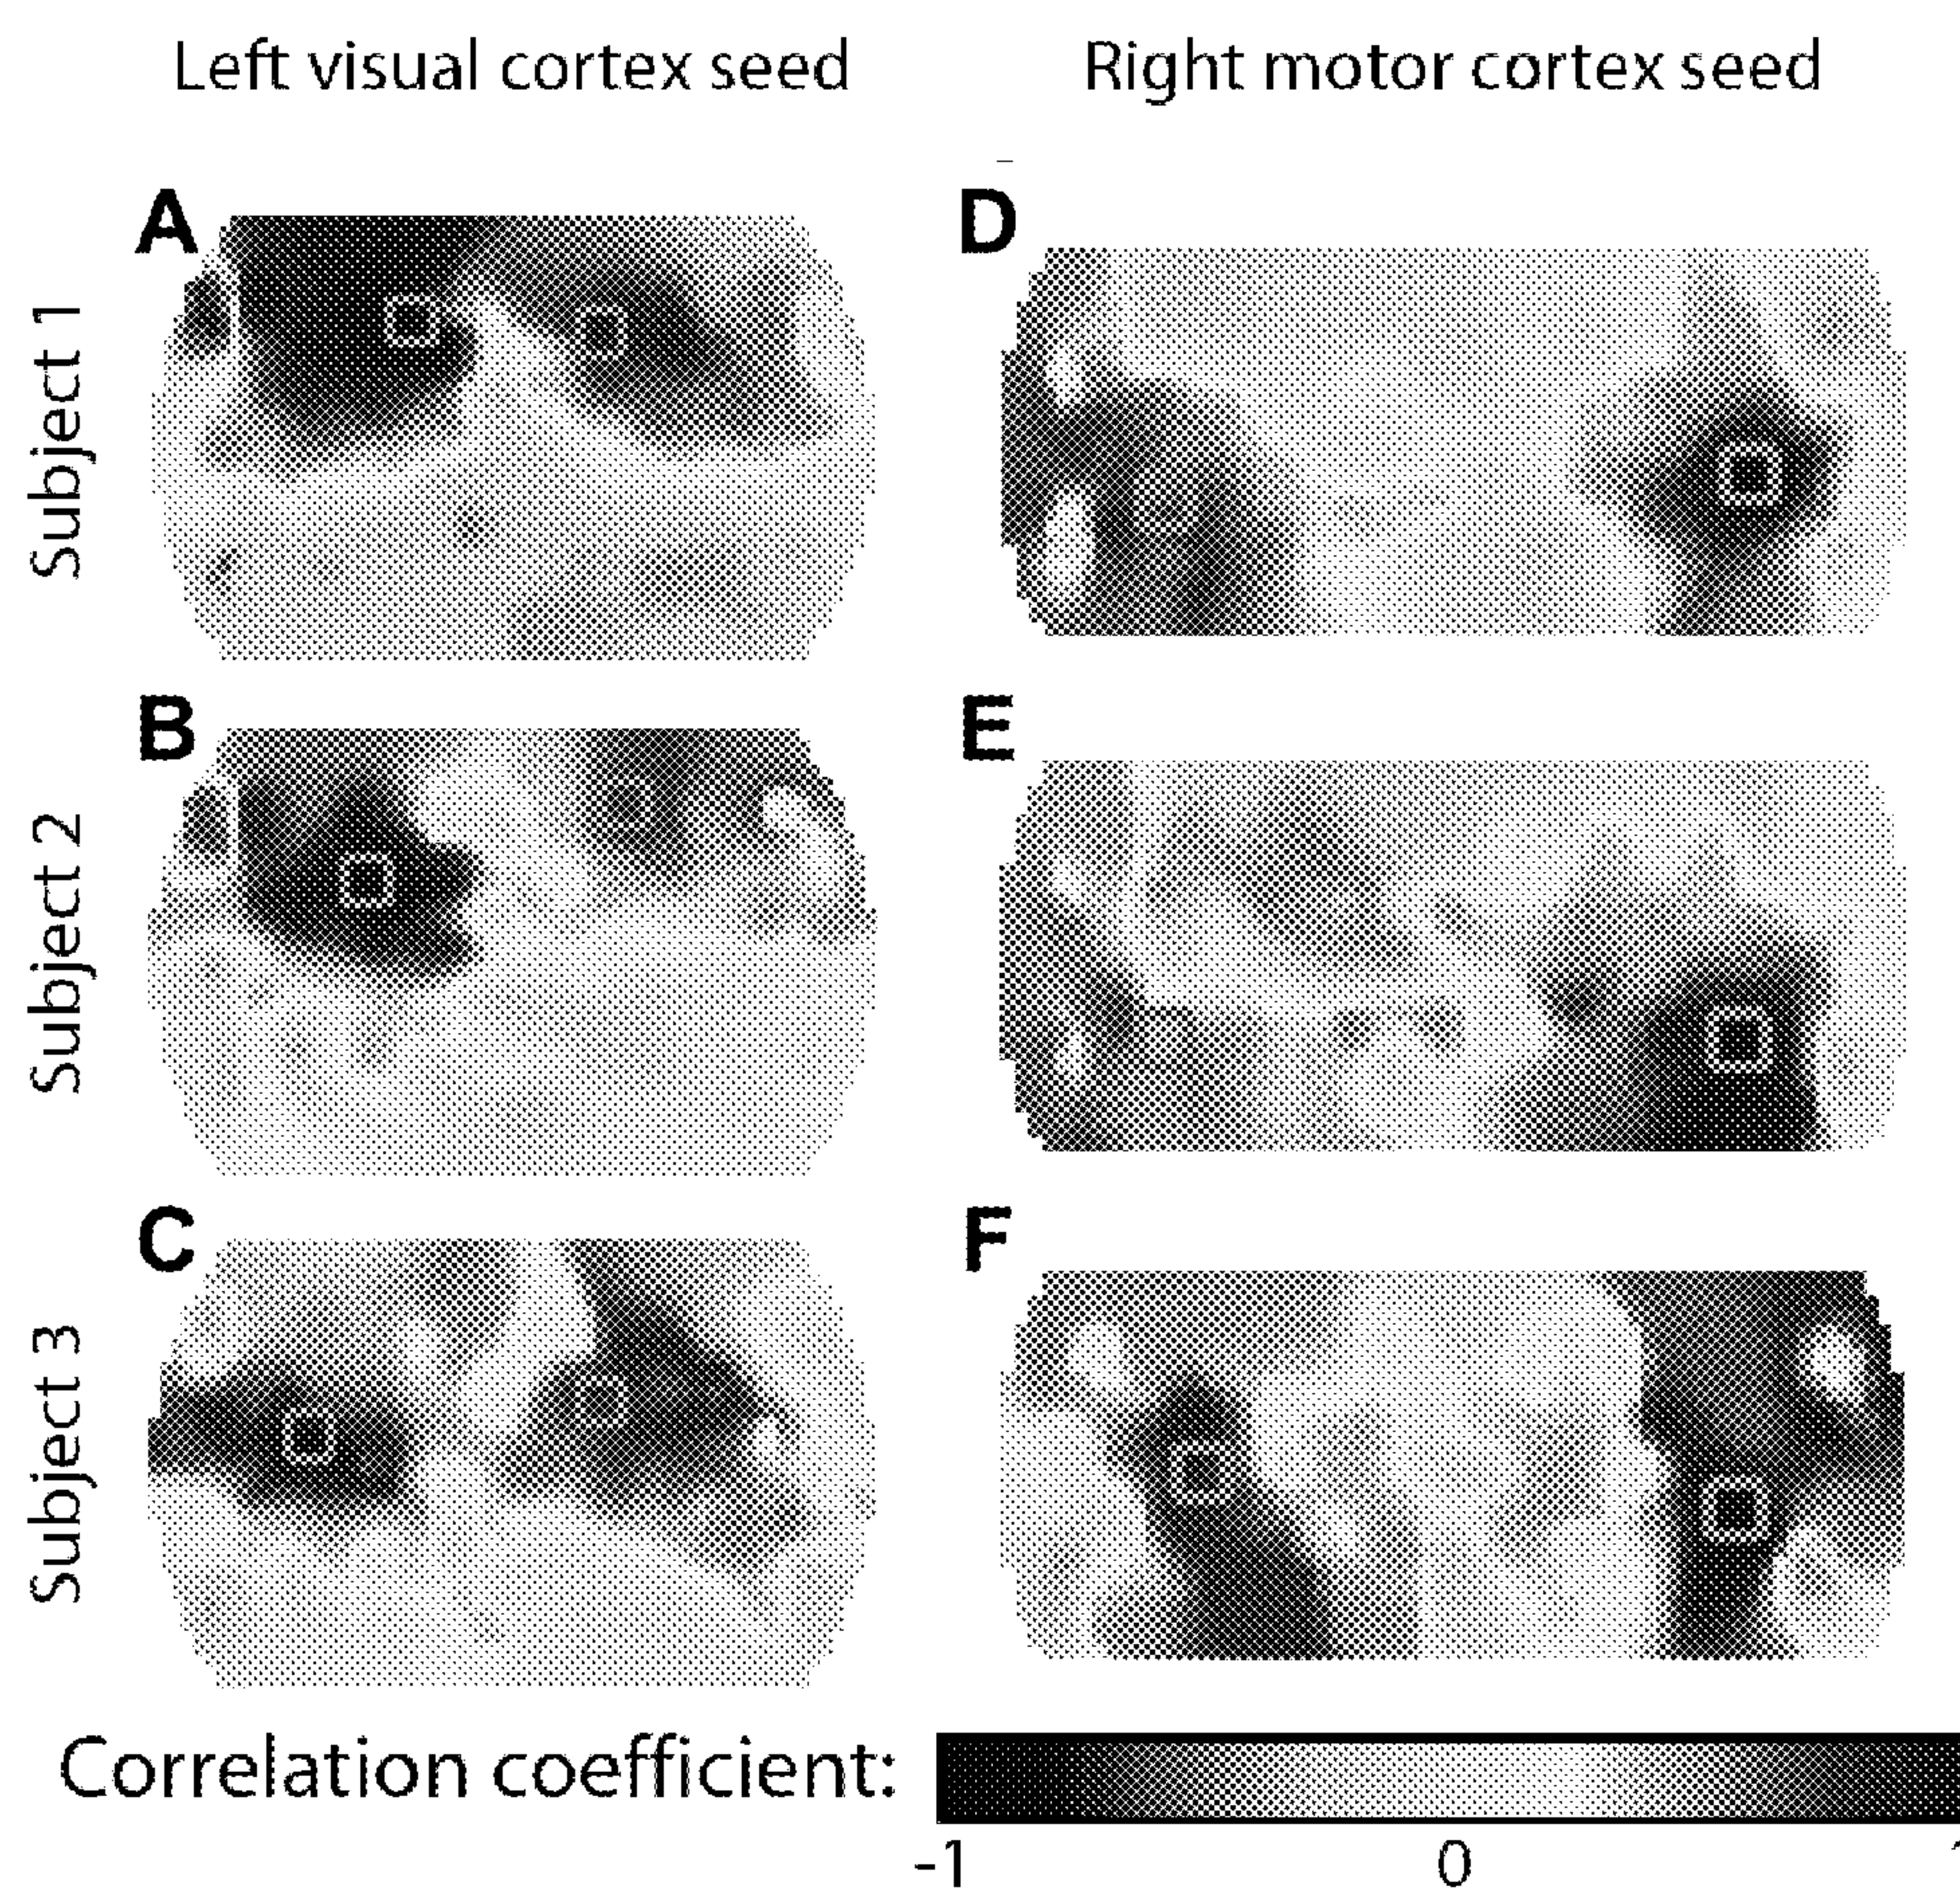 Left visual cortex seed
Right motor cortex seed
Subject 1
A
D
Subject 2
B
E
Subject 3
C
F
Correlation coefficient:
-1
0